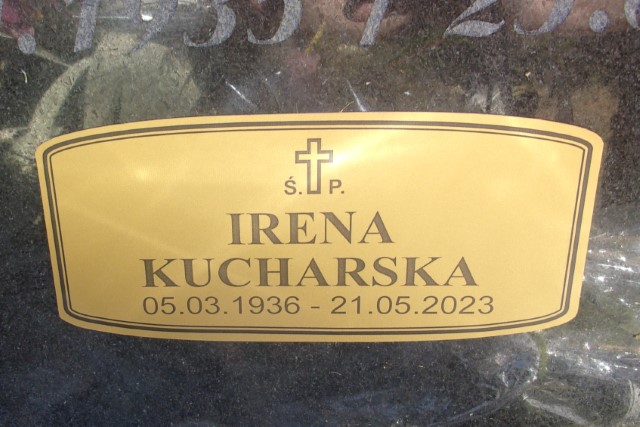 Ś. P.
IRENA
KUCHARSKA
05.03.1936 - 21.05.2023